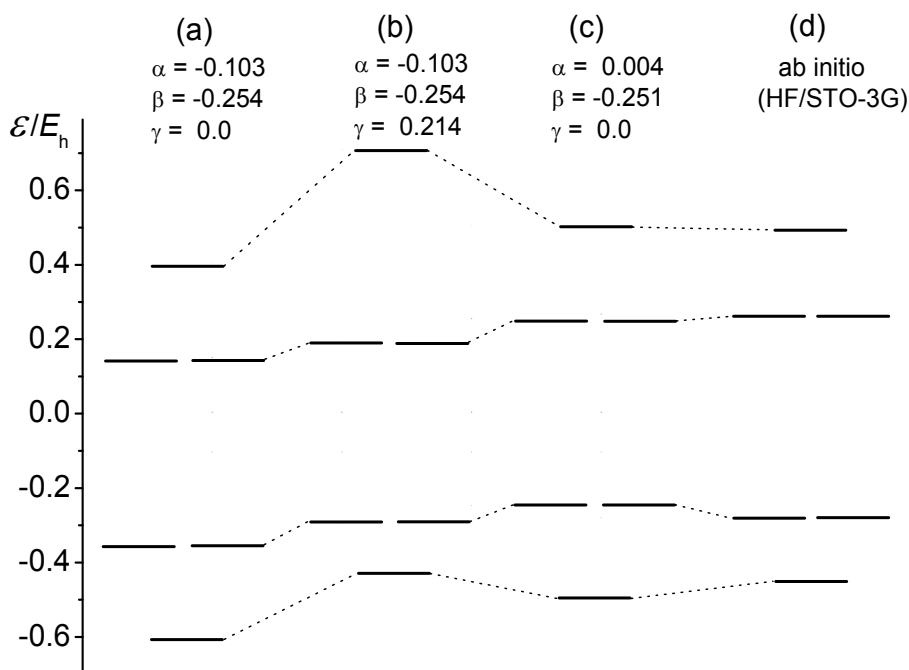 (a)
α = -0.103
β = -0.254
γ = 0.0
(b)
α = -0.103
β = -0.254
γ = 0.214
(c)
α = 0.004
β = -0.251
γ = 0.0
(d)
ab initio
(HF/STO-3G)
ε/Eh
0.6
0.4
0.2
0.0
-0.2
-0.4
-0.6